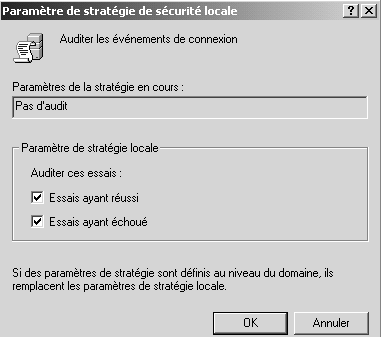 Paramètre de stratégie de sécurité locale
Auditer les événements de connexion
Paramètres de la stratégie en cours :
Pas d'audit
Paramètre de stratégie locale
Auditer ces essais :
Essais ayant réussi
Essais ayant échoué
Si des paramètres de stratégie sont définis au niveau du domaine, ils
remplacent les paramètres de stratégie locale.
OK
Annuler